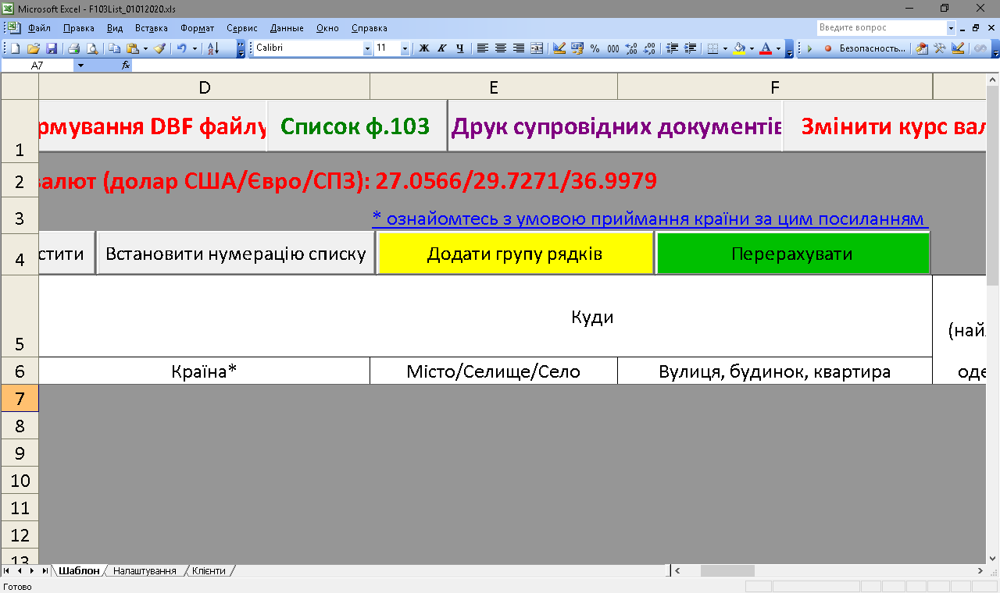 Microsoft Excel - F103List_01012020.xls
Файл Правка Вид Вставка Формат Сервис Данные Окно Справка Введите вопрос
Calibri 11 Ж К Ч % 000 Безопасность...
A7 fx
D E F
1 рмування DBF файлу Список ф.103 Друк супровідних документів Змінити курс вал
2 валют (долар США/Євро/СПЗ): 27.0566/29.7271/36.9979
3 * ознайомтесь з умовою приймання країни за цим посиланням
4 стити Встановити нумерацію списку Додати групу рядків Перерахувати
5 Куди (най
6 Країна* Місто/Селище/Село Вулиця, будинок, квартира оде
7
8
9
10
11
12
13
Шаблон Налаштування Клієнти
Готово